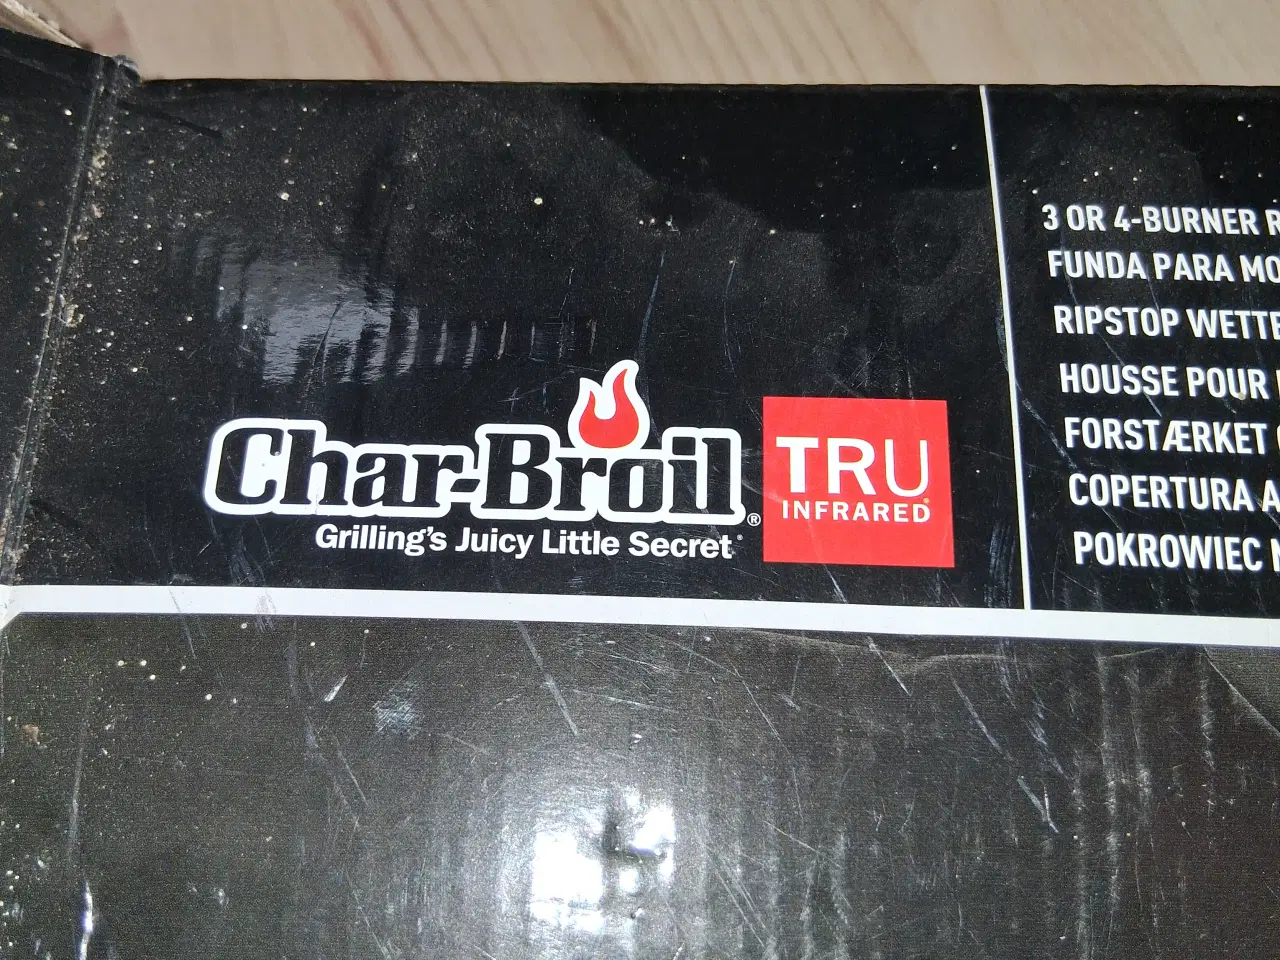 Char-Broil®
Grilling's Juicy Little Secret
TRU
INFRARED
3 OR 4-BURNER
FUNDA PARA
RIPSTOP
HOUSSE POUR
FORSTÆRKET
COPERTURA
POKROWIEC